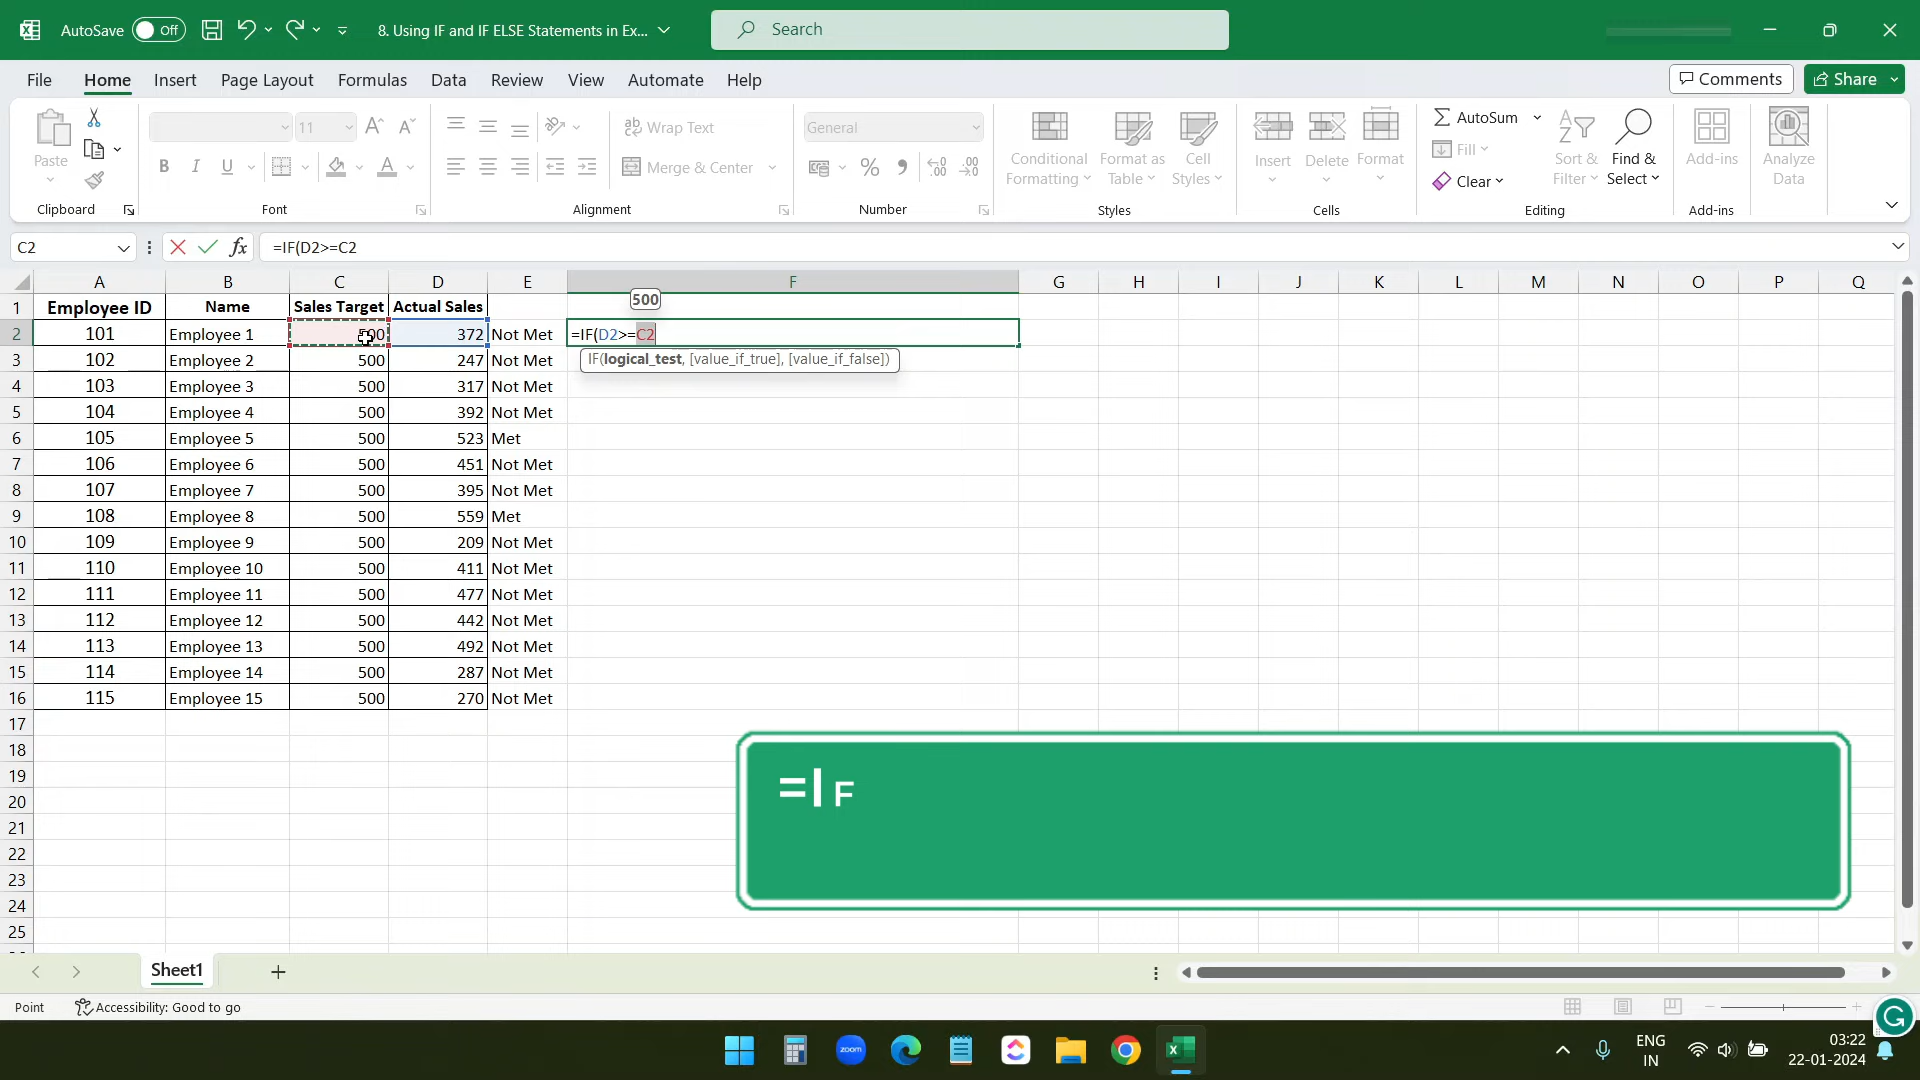 AutoSave Off 8. Using IF and IF ELSE Statements in Ex... Search
File Home Insert Page Layout Formulas Data Review View Automate Help Comments Share
Paste
Clipboard
11
B I U
Font
Wrap Text
Merge & Center
Alignment
General
Number
Conditional Formatting
Format as Table
Cell Styles
Styles
Insert Delete Format
Cells
AutoSum
Fill
Clear
Sort & Filter
Find & Select
Editing
Add-ins
Add-ins
Analyze Data
C2 fx =IF(D2>=C2
A B C D E F G H I J K L M N O P Q
1 Employee ID Name Sales Target Actual Sales 500
2 101 Employee 1 500 372 Not Met =IF(D2>=C2
IF(logical_test, [value_if_true], [value_if_false])
3 102 Employee 2 500 247 Not Met
4 103 Employee 3 500 317 Not Met
5 104 Employee 4 500 392 Not Met
6 105 Employee 5 500 523 Met
7 106 Employee 6 500 451 Not Met
8 107 Employee 7 500 395 Not Met
9 108 Employee 8 500 559 Met
10 109 Employee 9 500 209 Not Met
11 110 Employee 10 500 411 Not Met
12 111 Employee 11 500 477 Not Met
13 112 Employee 12 500 442 Not Met
14 113 Employee 13 500 492 Not Met
15 114 Employee 14 500 287 Not Met
16 115 Employee 15 500 270 Not Met
17
18
19
20
21
22
23
24
25
=IF
Sheet1
Point Accessibility: Good to go
zoom
ENG
IN
03:22
22-01-2024